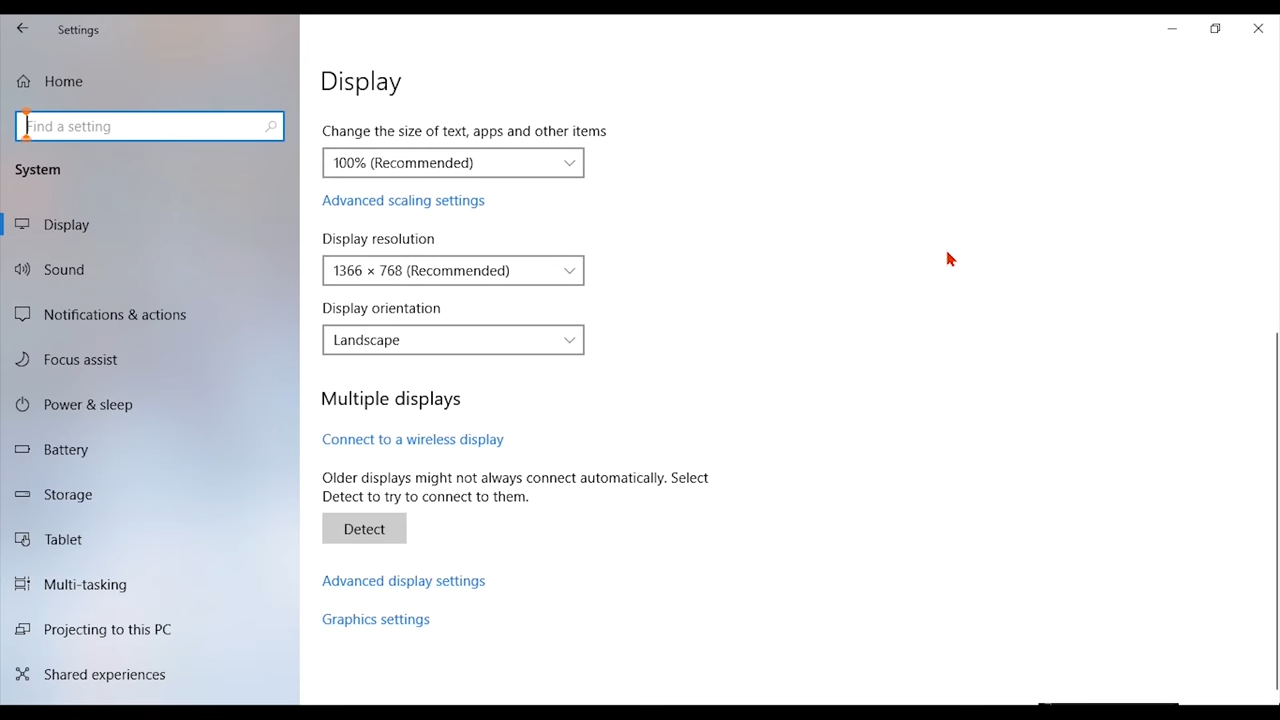 Settings
Home
Find a setting
System
Display
Sound
Notifications & actions
Focus assist
Power & sleep
Battery
Storage
Tablet
Multi-tasking
Projecting to this PC
Shared experiences
Display
Change the size of text, apps and other items
100% (Recommended)
Advanced scaling settings
Display resolution
1366 × 768 (Recommended)
Display orientation
Landscape
Multiple displays
Connect to a wireless display
Older displays might not always connect automatically. Select
Detect to try to connect to them.
Detect
Advanced display settings
Graphics settings